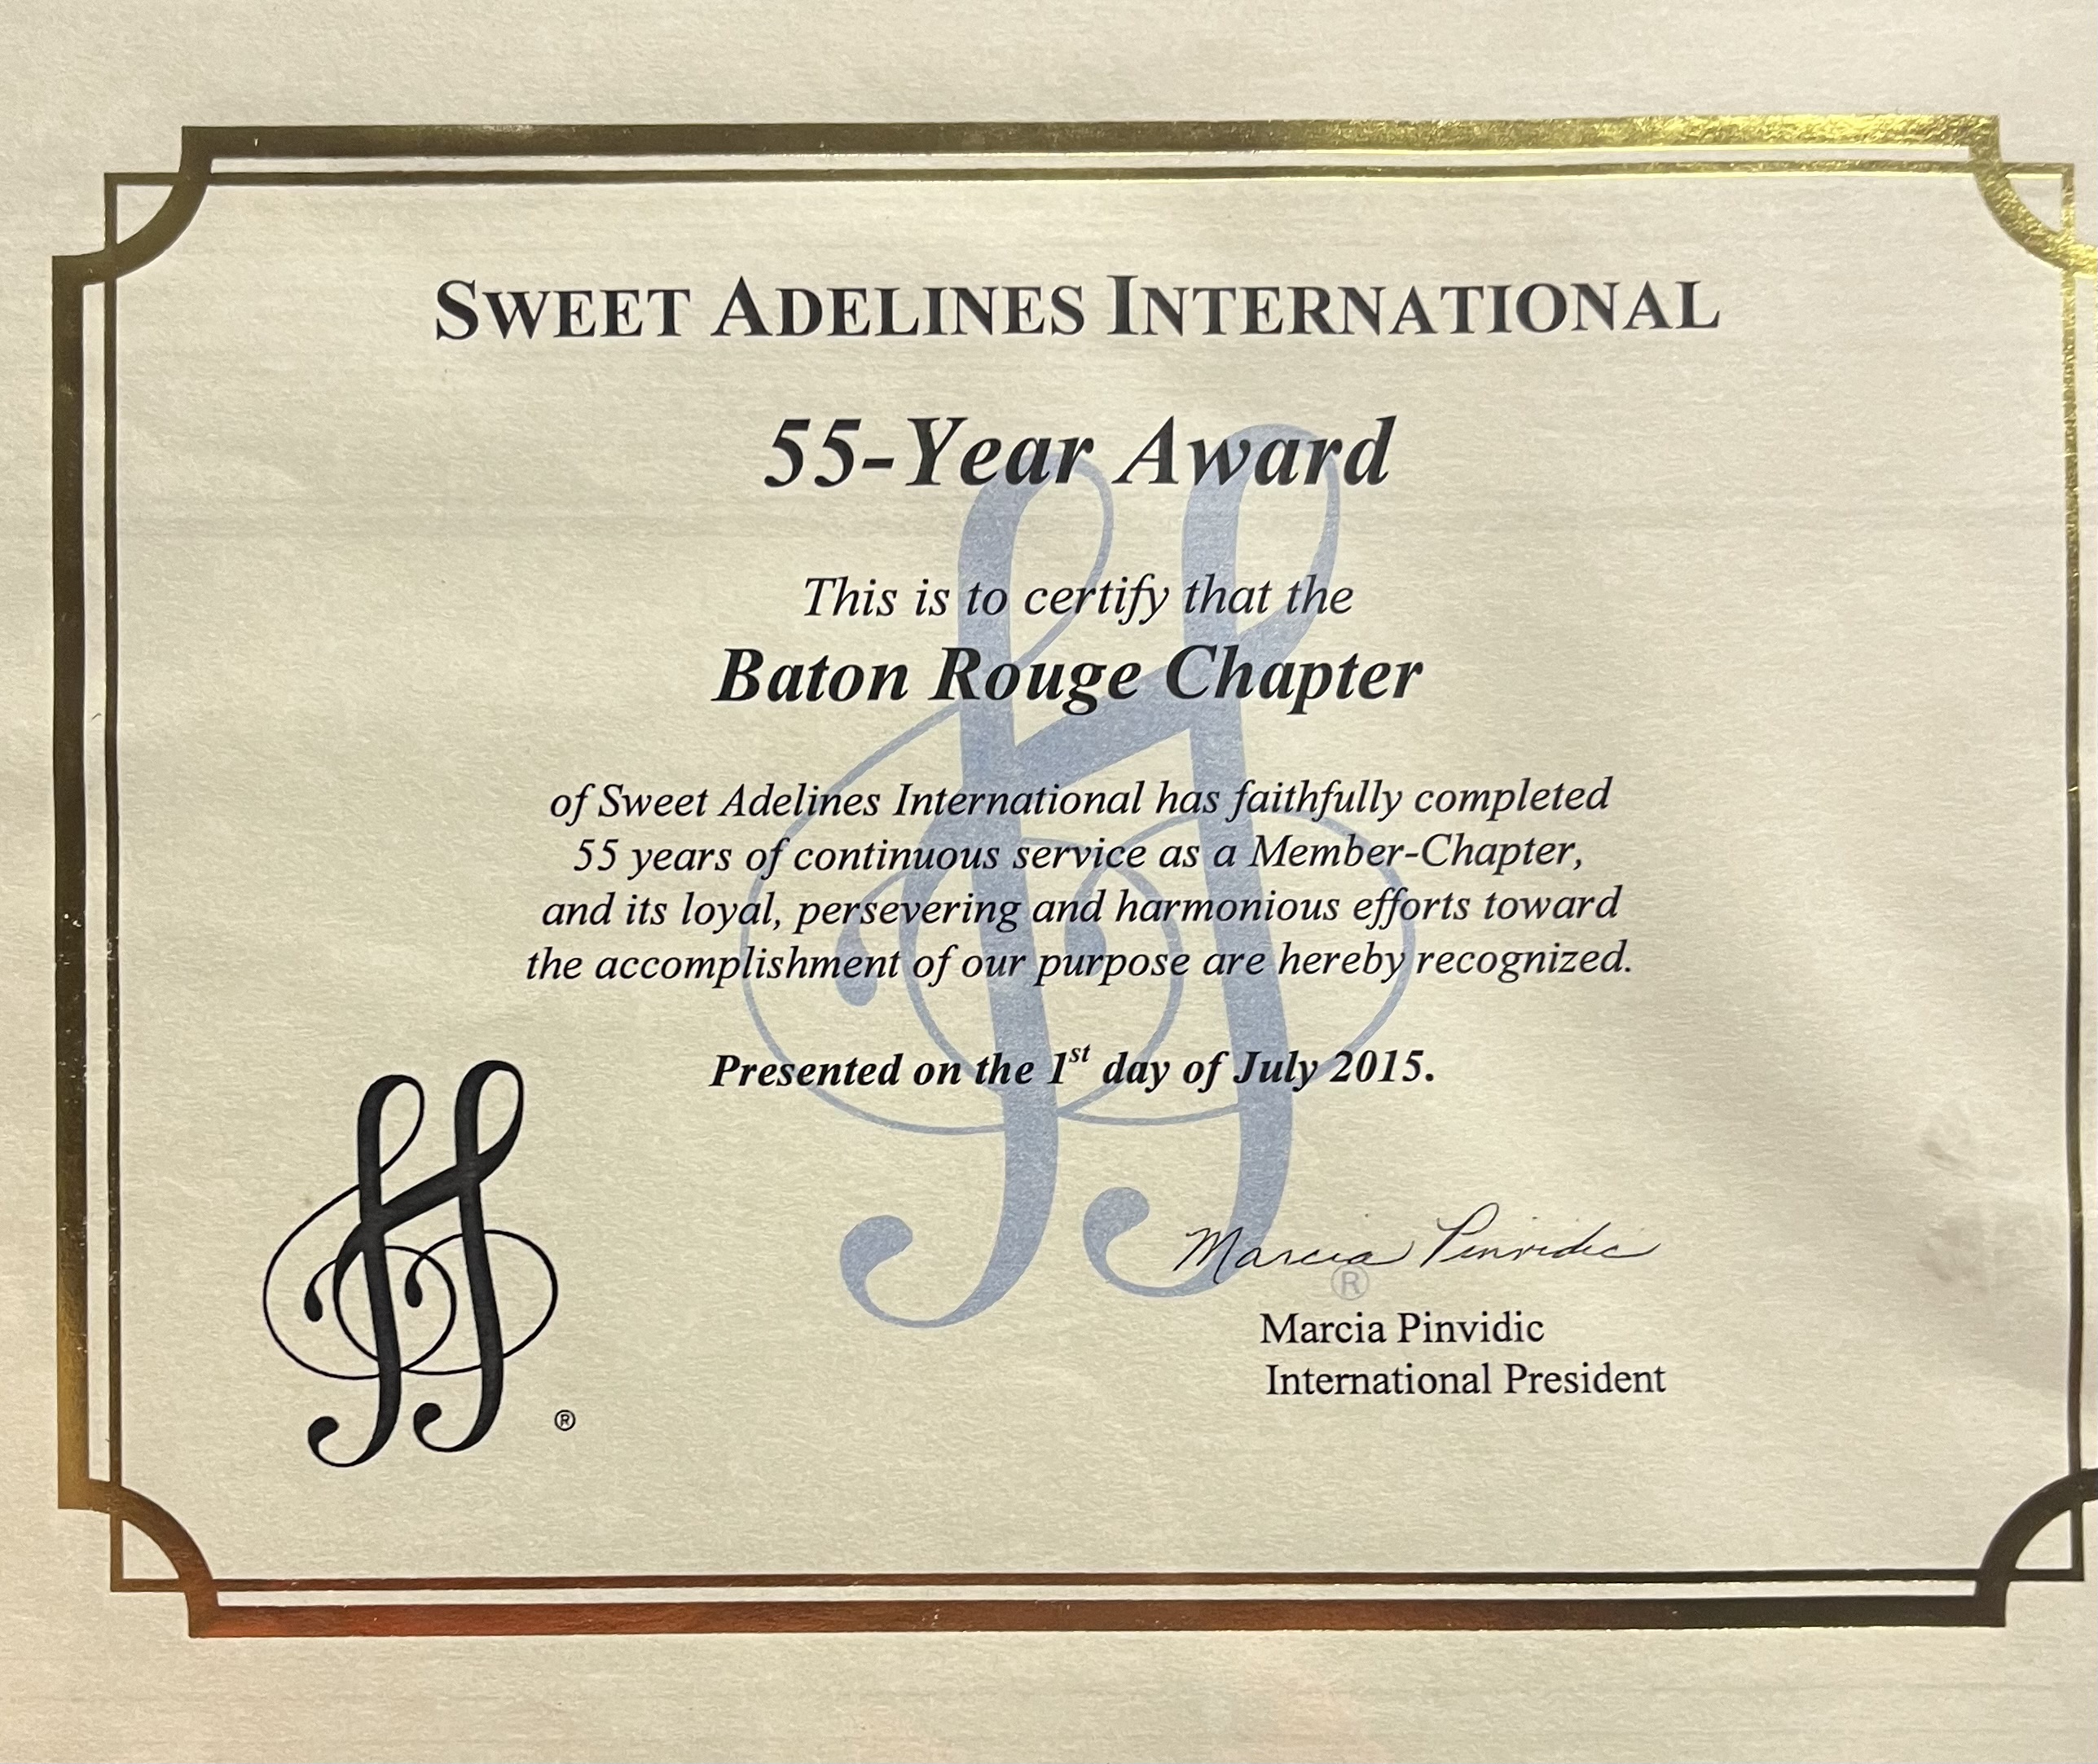 SWEET ADELINES INTERNATIONAL
55-Year Award
This is to certify that the
Baton Rouge Chapter
of Sweet Adelines International has faithfully completed
55 years of continuous service as a Member-Chapter,
and its loyal, persevering and harmonious efforts toward
the accomplishment of our purpose are hereby recognized.
Presented on the 1st day of July 2015.
Marcia Pinvidic
®
Marcia Pinvidic
International President
®